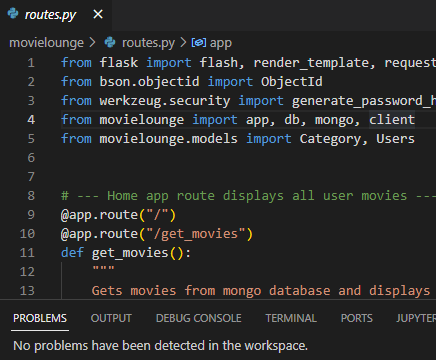 routes.py
movielounge > routes.py > app
1 from flask import flash, render_template, request
2 from bson.objectid import ObjectId
3 from werkzeug.security import generate_password_h
4 from movielounge import app, db, mongo, client
5 from movielounge.models import Category, Users
6
7
8 # --- Home app route displays all user movies ---
9 @app.route("/")
10 @app.route("/get_movies")
11 def get_movies():
12 """
13 Gets movies from mongo database and displays
PROBLEMS OUTPUT DEBUG CONSOLE TERMINAL PORTS JUPYTER
No problems have been detected in the workspace.